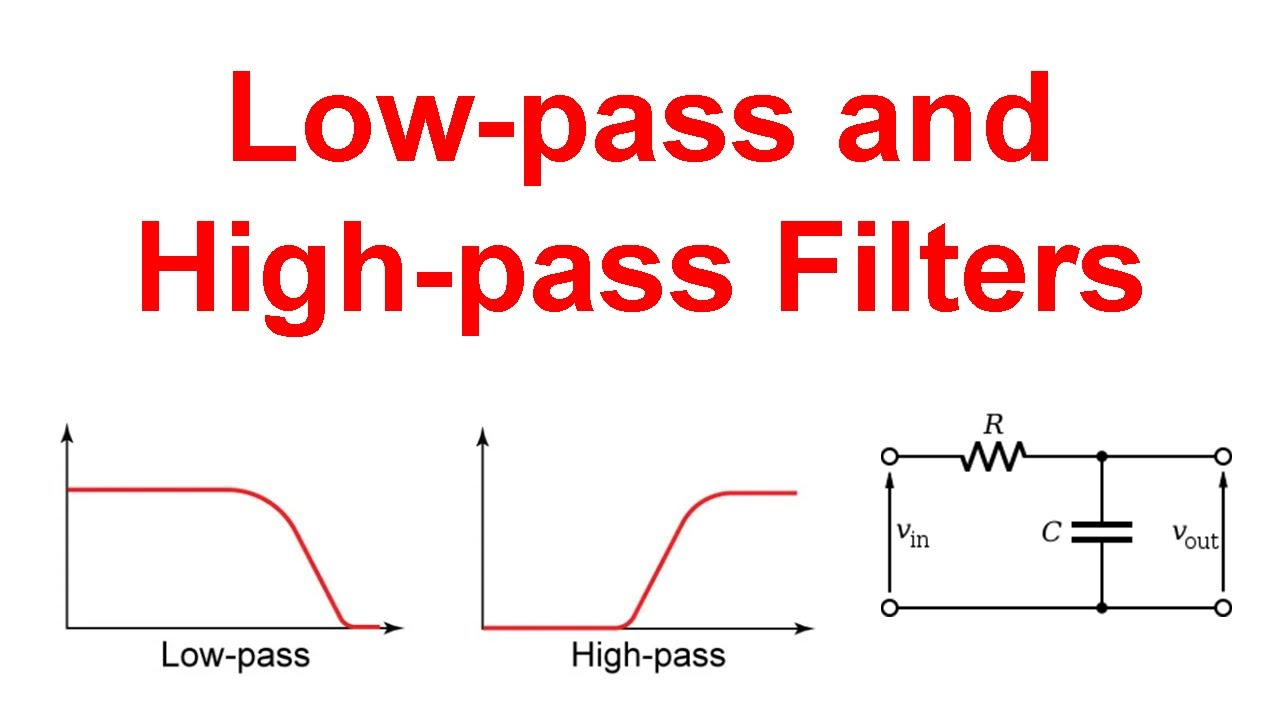 Low-pass and
High-pass Filters
Low-pass
High-pass
R
v_in
C
v_out